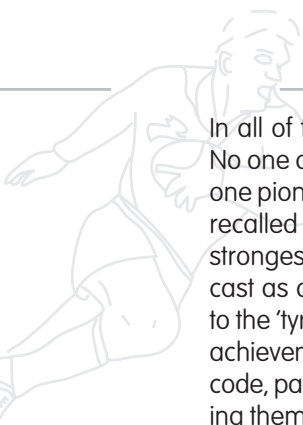 In all of
No one
one pion
recalled
stronges
cast as
to the 'tyr
achiever
code, pa
ing them